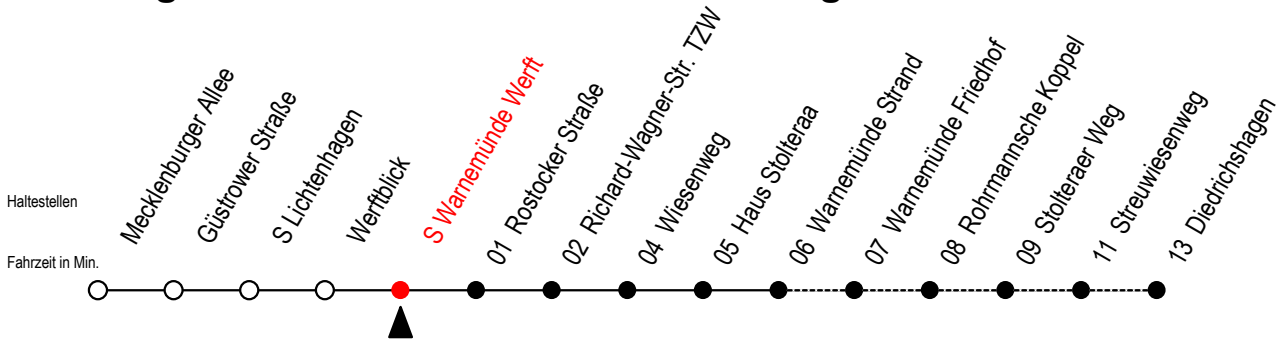 Haltestellen
Fahrzeit in Min.
Mecklenburger Allee
Güstrower Straße
S Lichtenhagen
Werftblick
S Warnemünde Werft
01 Rostocker Straße
02 Richard-Wagner-Str. TZW
04 Wiesenweg
05 Haus Stolteraa
06 Warnemünde Strand
07 Warnemünde Friedhof
08 Rohrmannsche Koppel
09 Stolteraer Weg
11 Streuwiesenweg
13 Diedrichshagen